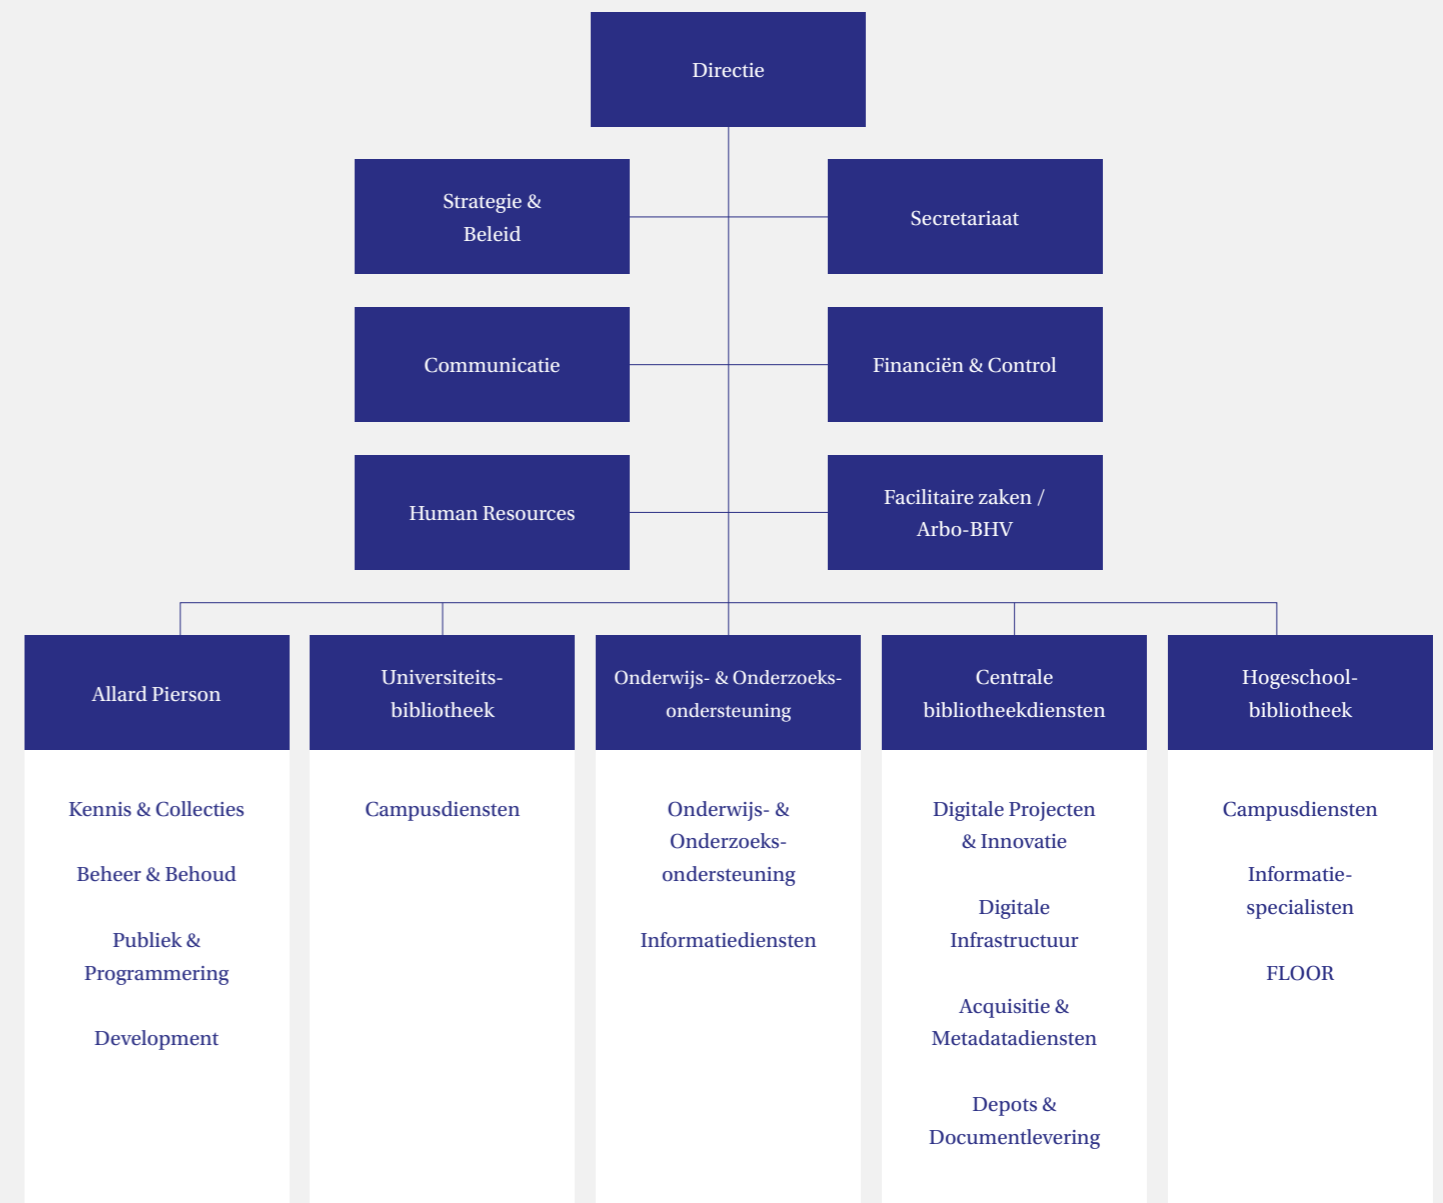 Directie
Strategie &
Beleid
Secretariaat
Communicatie
Financiën & Control
Human Resources
Facilitaire zaken /
Arbo-BHV
Allard Pierson
Universiteits-
bibliotheek
Onderwijs- & Onderzoeks-
ondersteuning
Centrale
bibliotheekdiensten
Hogeschool-
bibliotheek
Kennis & Collecties
Beheer & Behoud
Publiek &
Programmering
Development
Campusdiensten
Onderwijs- &
Onderzoeks-
ondersteuning
Informatiediensten
Digitale Projecten
& Innovatie
Digitale
Infrastructuur
Acquisitie &
Metadatadiensten
Depots &
Documentlevering
Campusdiensten
Informatie-
specialisten
FLOOR